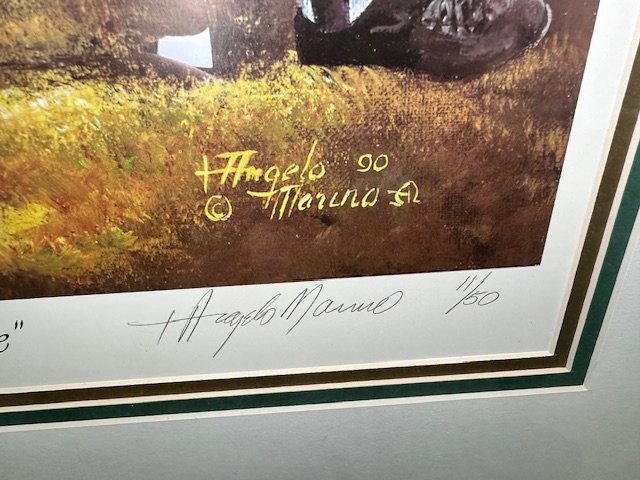 Angelo 90
© Marino
e"
Angelo Marino 11/50